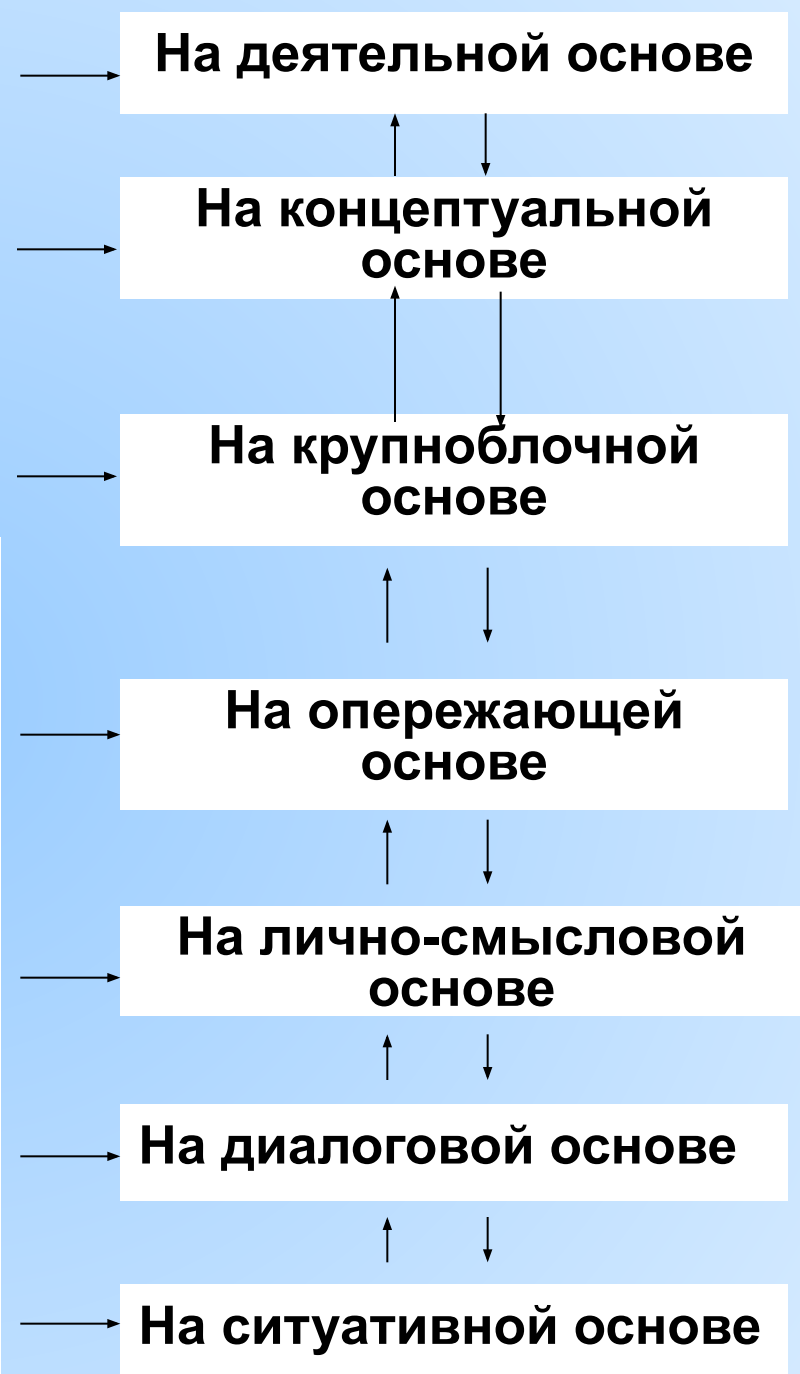 На деятельной основе
На концептуальной
основе
На крупноблочной
основе
На опережающей
основе
На лично-смысловой
основе
На диалоговой основе
На ситуативной основе